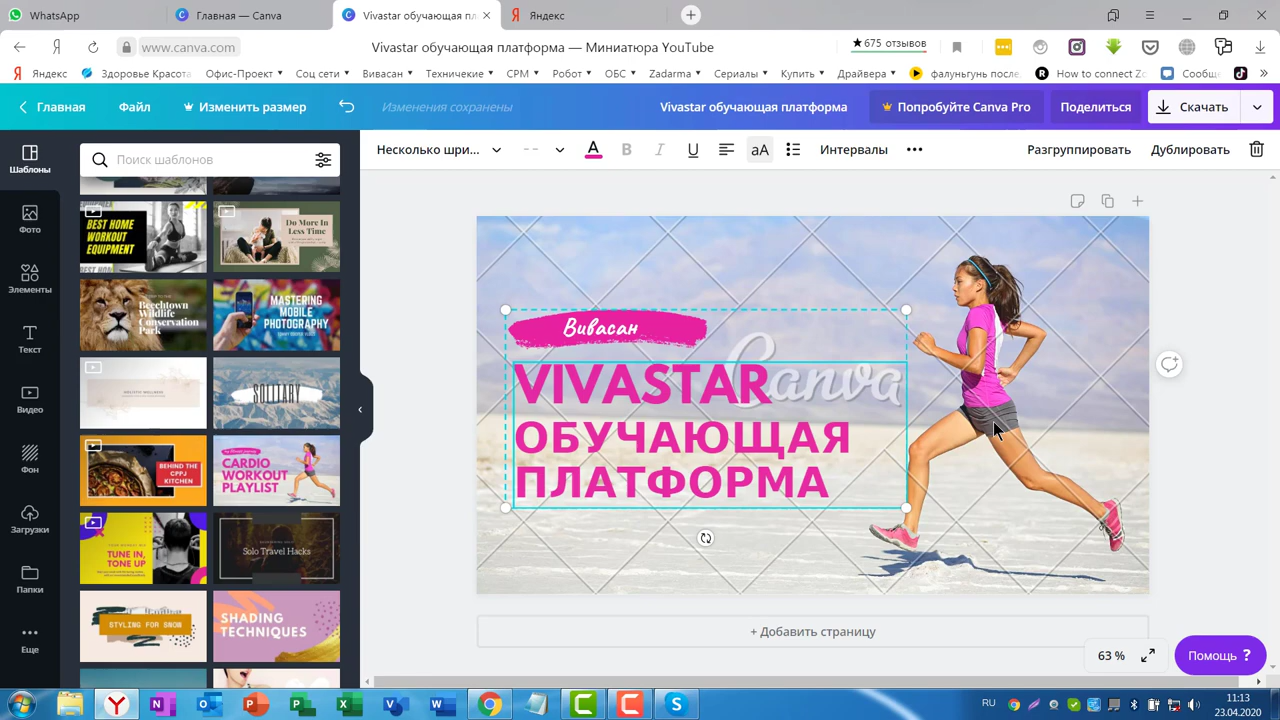 WhatsApp
Главная — Canva
Vivastar обучающая пл
Яндекс
www.canva.com
Vivastar обучающая платформа — Миниатюра YouTube
★675 отзывов
Яндекс
Здоровье Красота
Офис-Проект
Соц сети
Вивасан
Техничекие
СРМ
Робот
ОБС
Zadarma
Сериалы
Купить
Драйвера
фалуньгунь после
How to connect Zo
Сообщ
Главная
Файл
Изменить размер
Изменения сохранены
Vivastar обучающая платформа
Попробуйте Canva Pro
Поделиться
Скачать
Шаблоны
Фото
Элементы
Текст
Видео
Фон
Загрузки
Папки
Еще
Поиск шаблонов
BEST HOME
WORKOUT
EQUIPMENT
Do More In
Less Time
Beechtown
Wildlife
Conservation
Park
MASTERING
MOBILE
PHOTOGRAPHY
HOLISTIC WELLNESS
SOLITARY
BEHIND THE
CPPJ
KITCHEN
CARDIO
WORKOUT
PLAYLIST
TUNE IN,
TONE UP
Solo Travel Hacks
STYLING FOR SNOW
SHADING
TECHNIQUES
Несколько шри...
- -
A
B
I
U
aA
Интервалы
Разгруппировать
Дублировать
Вивасан
VIVASTAR
ОБУЧАЮЩАЯ
ПЛАТФОРМА
Canva
+ Добавить страницу
63 %
Помощь ?
RU
11:13
23.04.2020